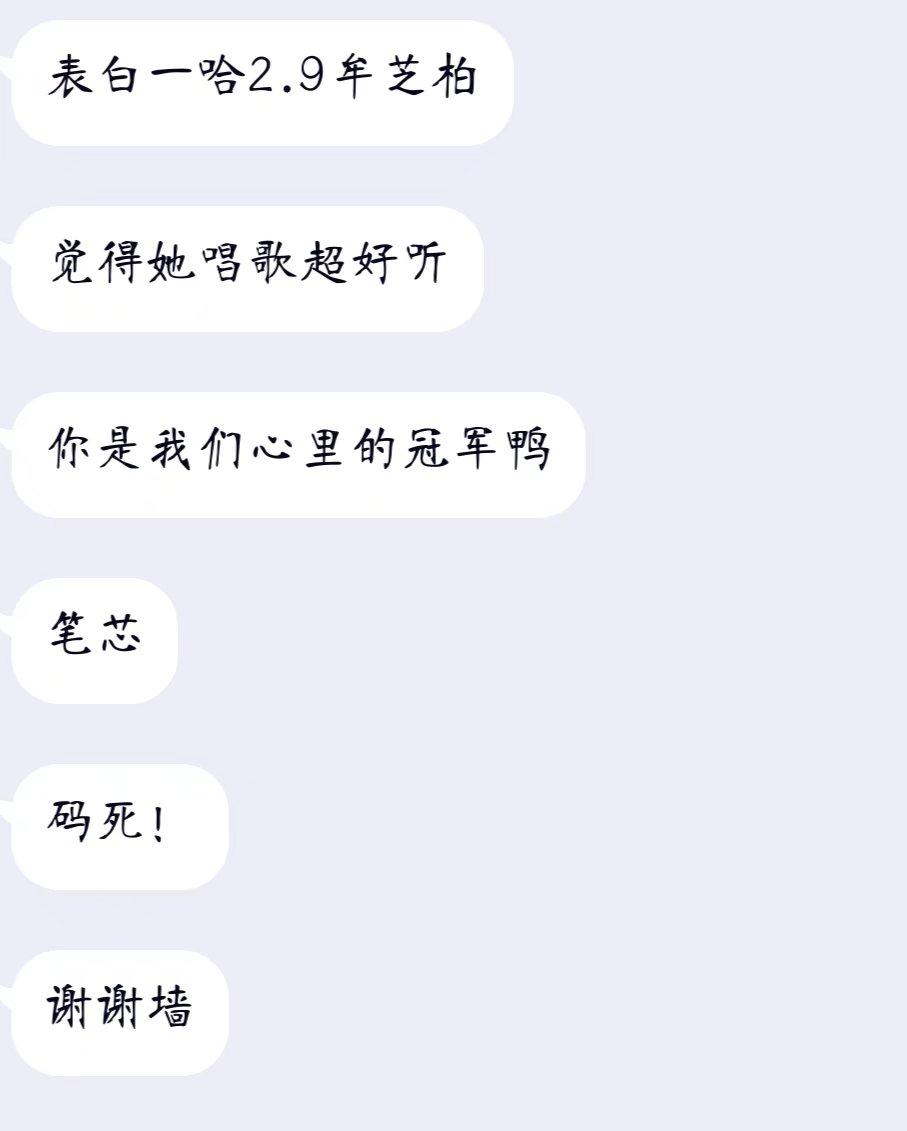 表白一哈2.9牟芝柏
觉得她唱歌超好听
你是我们心里的冠军鸭
笔芯
码死！
谢谢墙